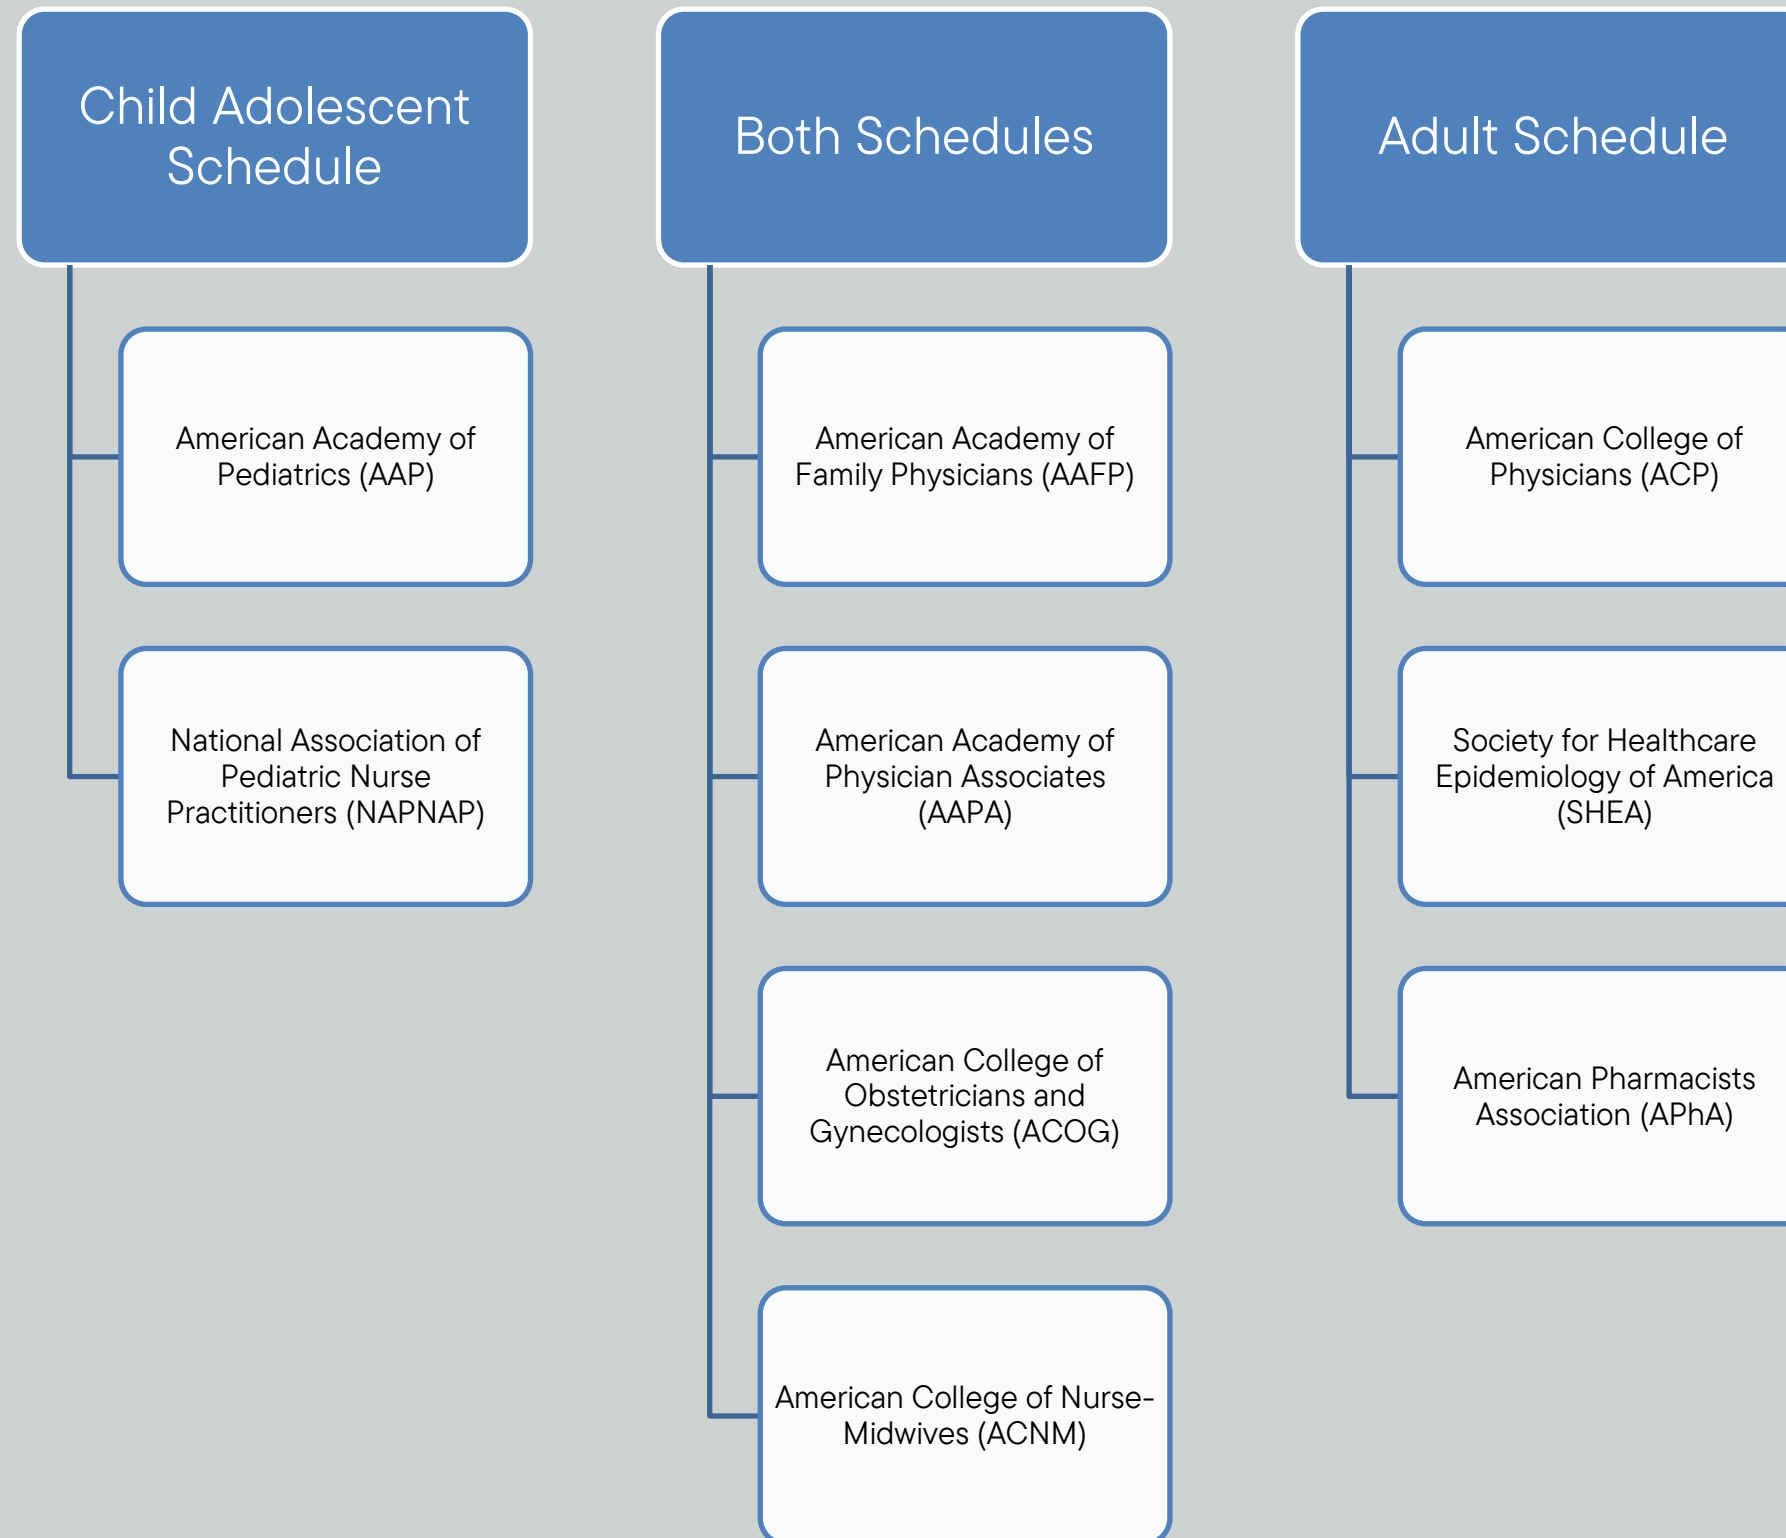 Child Adolescent
Schedule
American Academy of
Pediatrics (AAP)
National Association of
Pediatric Nurse
Practitioners (NAPNAP)
Both Schedules
American Academy of
Family Physicians (AAFP)
American Academy of
Physician Associates
(AAPA)
American College of
Obstetricians and
Gynecologists (ACOG)
American College of Nurse-
Midwives (ACNM)
Adult Schedule
American College of
Physicians (ACP)
Society for Healthcare
Epidemiology of America
(SHEA)
American Pharmacists
Association (APhA)